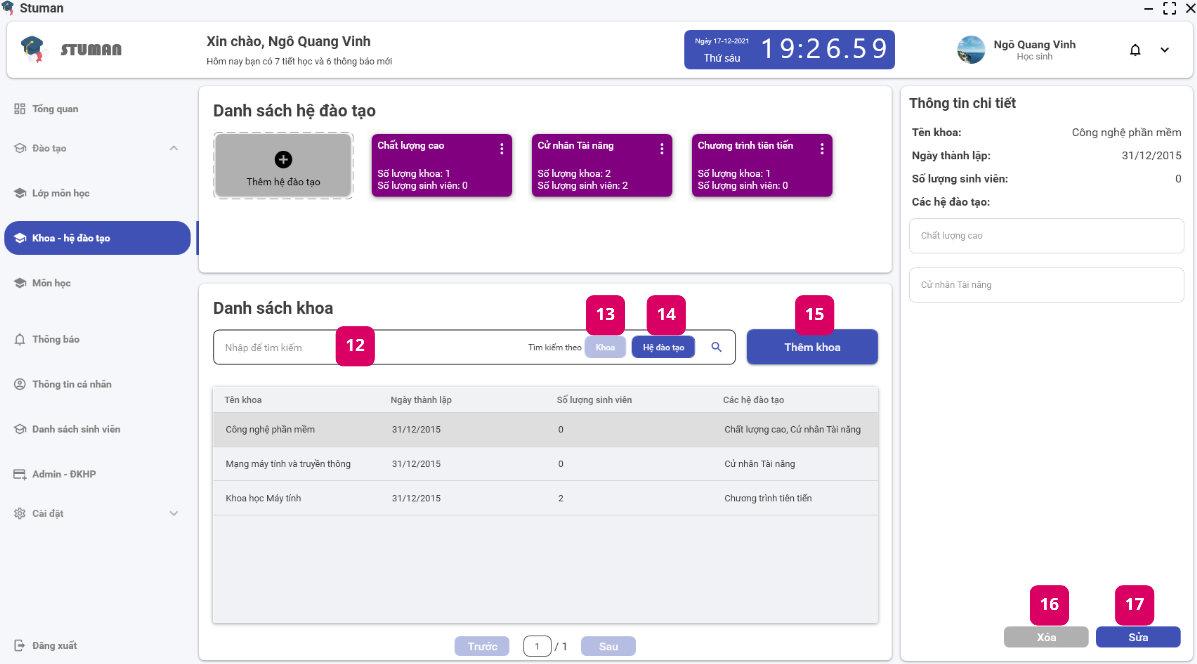 Stuman
STUMAN
Xin chào, Ngô Quang Vinh
Hôm nay bạn có 7 tiết học và 6 thông báo mới
Ngày 17-12-2021
Thứ sáu
19:26.59
Ngô Quang Vinh
Học sinh
Tổng quan
Đào tạo
Lớp môn học
Khoa - hệ đào tạo
Môn học
Thông báo
Thông tin cá nhân
Danh sách sinh viên
Admin - ĐKHP
Cài đặt
Đăng xuất
Danh sách hệ đào tạo
Thêm hệ đào tạo
Chất lượng cao
Số lượng khoa: 1
Số lượng sinh viên: 0
Cử nhân Tài năng
Số lượng khoa: 2
Số lượng sinh viên: 2
Chương trình tiên tiến
Số lượng khoa: 1
Số lượng sinh viên: 0
Danh sách khoa
13
14
15
Nhập để tìm kiếm
12
Tìm kiếm theo
Khoa
Hệ đào tạo
Thêm khoa
Tên khoa Ngày thành lập Số lượng sinh viên Các hệ đào tạo
Công nghệ phần mềm 31/12/2015 0 Chất lượng cao, Cử nhân Tài năng
Mạng máy tính và truyền thông 31/12/2015 0 Cử nhân Tài năng
Khoa học Máy tính 31/12/2015 2 Chương trình tiên tiến
Trước 1 / 1 Sau
Thông tin chi tiết
Tên khoa: Công nghệ phần mềm
Ngày thành lập: 31/12/2015
Số lượng sinh viên: 0
Các hệ đào tạo:
Chất lượng cao
Cử nhân Tài năng
16
17
Xóa
Sửa